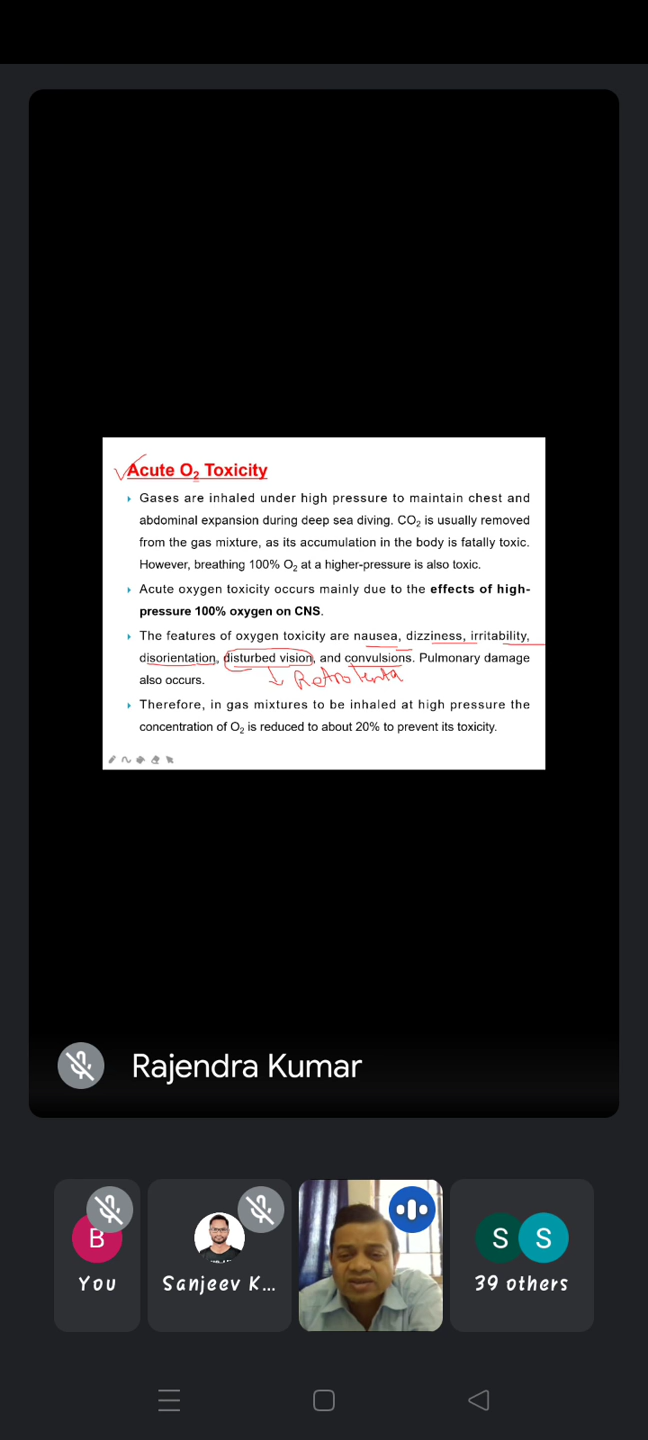 Acute O₂ Toxicity
Gases are inhaled under high pressure to maintain chest and
abdominal expansion during deep sea diving. CO₂ is usually removed
from the gas mixture, as its accumulation in the body is fatally toxic.
However, breathing 100% O₂ at a higher-pressure is also toxic.
Acute oxygen toxicity occurs mainly due to the effects of high-
pressure 100% oxygen on CNS.
The features of oxygen toxicity are nausea, dizziness, irritability,
disorientation, disturbed vision, and convulsions. Pulmonary damage
also occurs.
Therefore, in gas mixtures to be inhaled at high pressure the
concentration of O₂ is reduced to about 20% to prevent its toxicity.
Rajendra Kumar
B
You
Sanjeev K...
S S
39 others